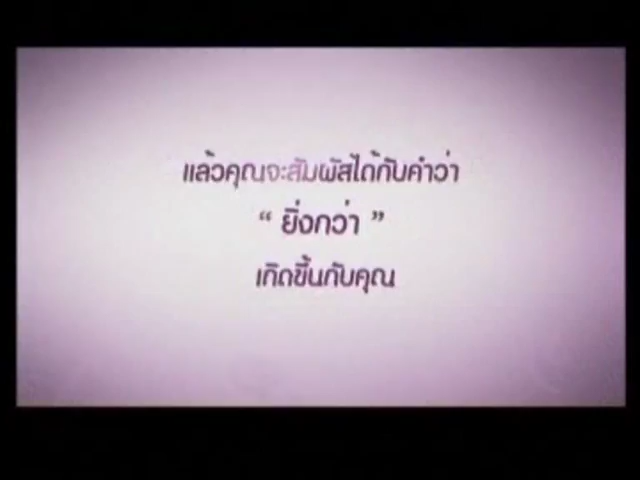 แล้วคุณจะสัมผัสได้กับคำว่า
“ ยิ่งกว่า ”
เกิดขึ้นกับคุณ